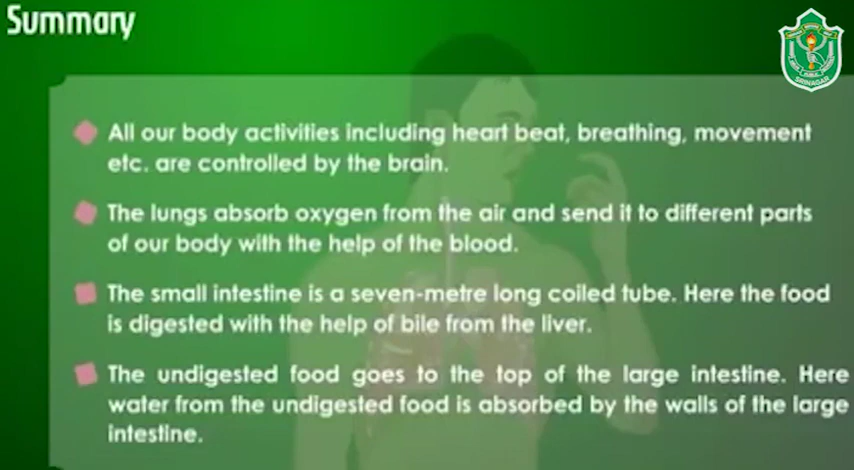 Summary
All our body activities including heart beat, breathing, movement
etc. are controlled by the brain.
The lungs absorb oxygen from the air and send it to different parts
of our body with the help of the blood.
The small intestine is a seven-metre long coiled tube. Here the food
is digested with the help of bile from the liver.
The undigested food goes to the top of the large intestine. Here
water from the undigested food is absorbed by the walls of the large
intestine.
SRINAGAR